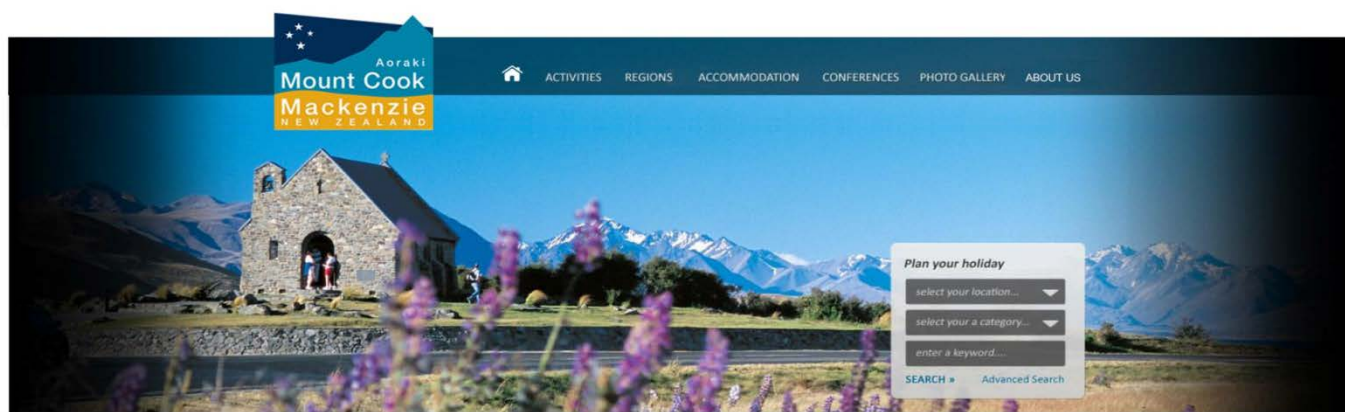 Aoraki
Mount Cook
Mackenzie
NEW ZEALAND
ACTIVITIES REGIONS ACCOMMODATION CONFERENCES PHOTO GALLERY ABOUT US
Plan your holiday
select your location...
select your a category...
enter a keyword....
SEARCH » Advanced Search